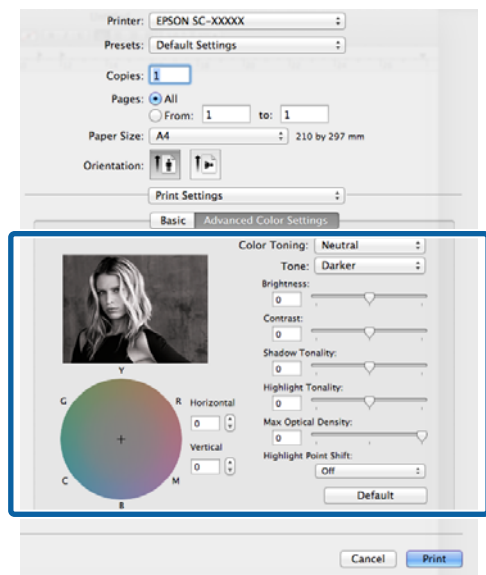 Printer: EPSON SC-XXXXX
Presets: Default Settings
Copies: 1
Pages: All
From: 1 to: 1
Paper Size: A4 210 by 297 mm
Orientation:
Print Settings
Basic Advanced Color Settings
Color Toning: Neutral
Tone: Darker
Brightness:
0
Contrast:
0
Shadow Tonality:
0
Highlight Tonality:
0
Max Optical Density:
0
Highlight Point Shift:
Off
Default
Y
G R
C M
B
Horizontal
0
Vertical
0
Cancel Print